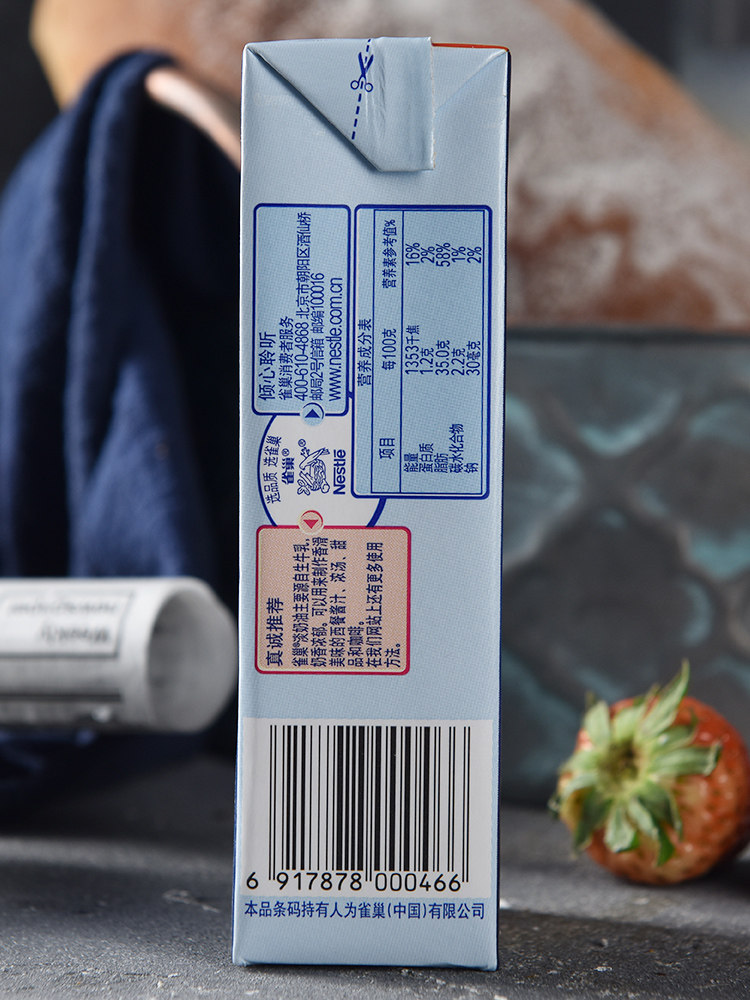 倾心聆听
雀巢消费者服务
400-610-4868 北京市朝阳区酒仙桥
邮局2号信箱 邮编100016
www.nestle.com.cn
营养成分表
项目 每100克 营养素参考值%
能量 1353千焦 16%
蛋白质 1.2克 2%
脂肪 35.0克 58%
碳水化合物 2.2克 1%
钠 30毫克 2%
选品质 选雀巢
雀巢®
Nestlé
真诚推荐
雀巢®淡奶油主要源自生牛乳,
奶香浓郁。可以用来制作香滑
美味的西餐酱汁、浓汤、甜
品和咖啡。
在我们网站上还有更多使用
方法。
6 917878 000466
本品条码持有人为雀巢(中国)有限公司
Weekly